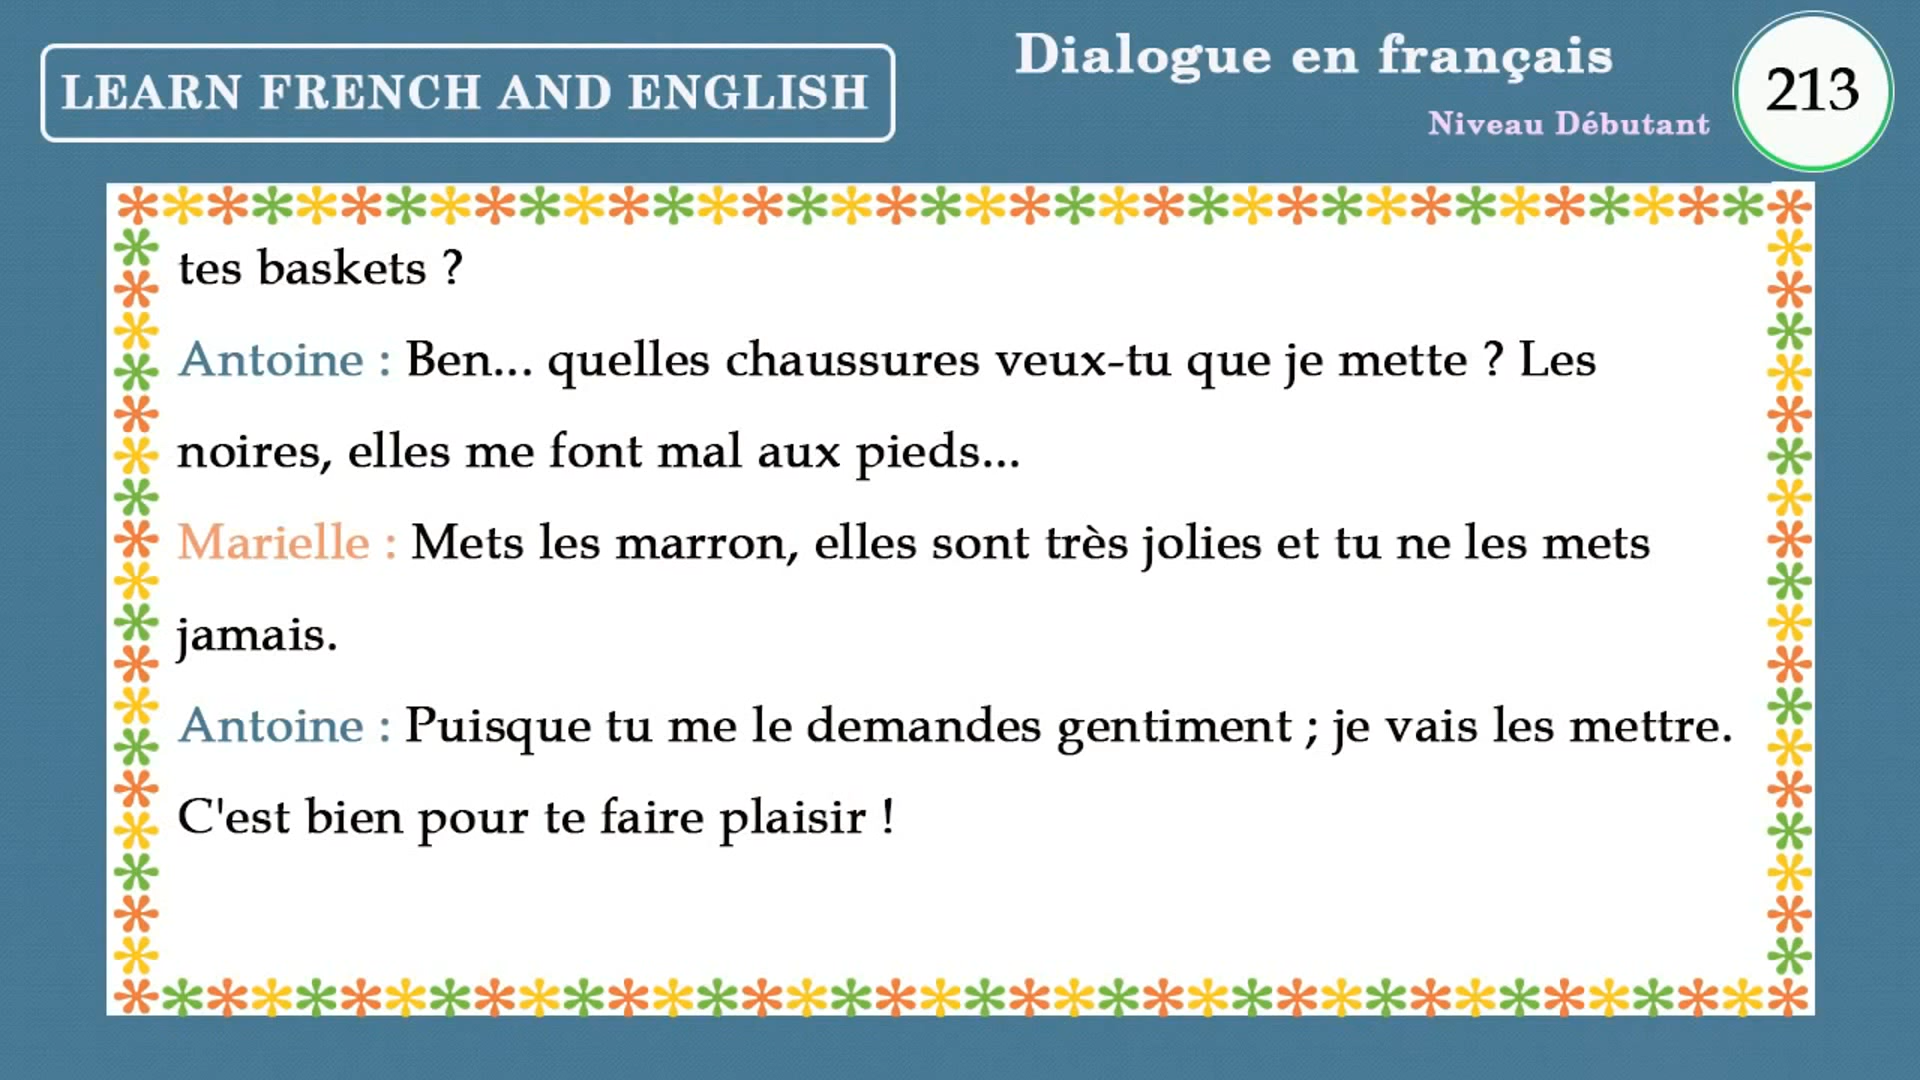 LEARN FRENCH AND ENGLISH
Dialogue en français
Niveau Débutant
213
tes baskets ?
Antoine : Ben... quelles chaussures veux-tu que je mette ? Les
noires, elles me font mal aux pieds...
Marielle : Mets les marron, elles sont très jolies et tu ne les mets
jamais.
Antoine : Puisque tu me le demandes gentiment ; je vais les mettre.
C'est bien pour te faire plaisir !